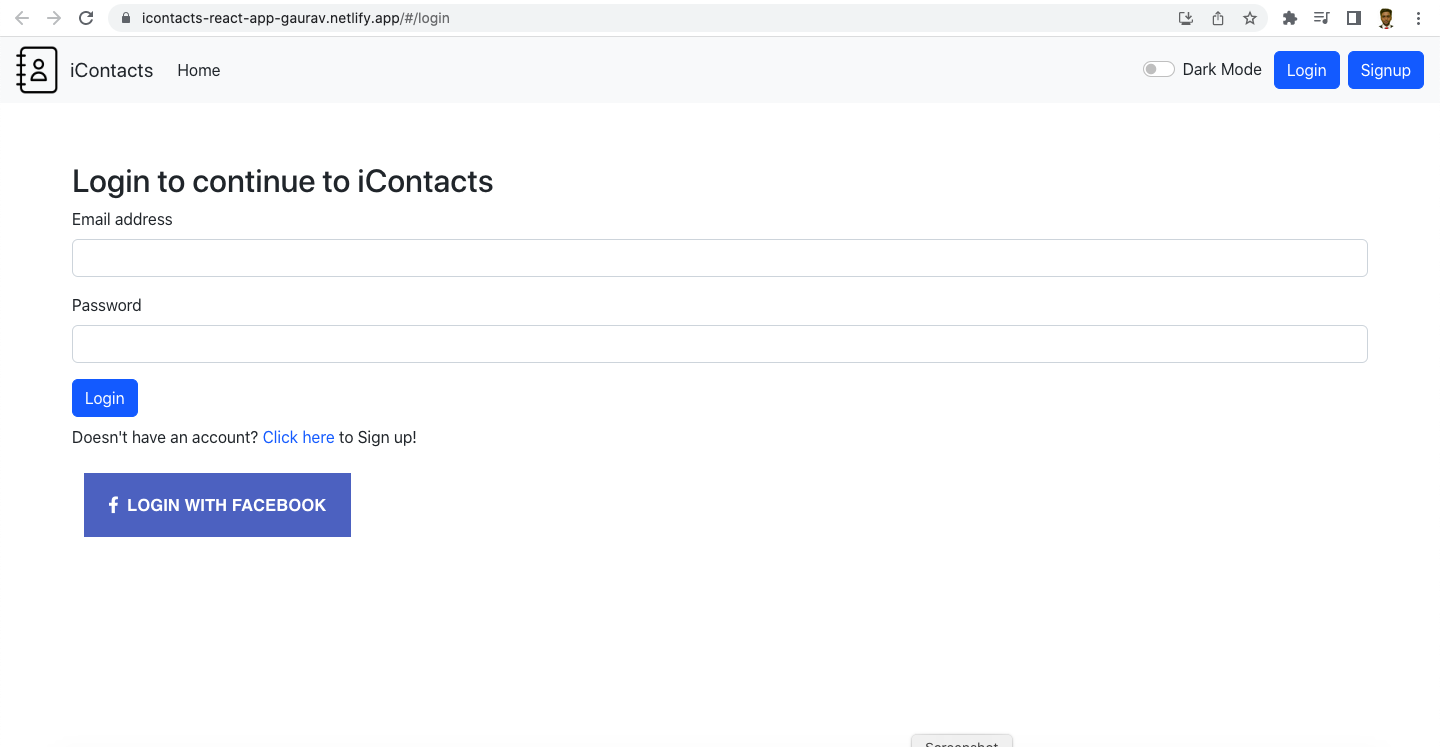 icontacts-react-app-gaurav.netlify.app/#/login
iContacts Home Dark Mode Login Signup
Login to continue to iContacts
Email address
Password
Login
Doesn't have an account? Click here to Sign up!
LOGIN WITH FACEBOOK
Screenshot